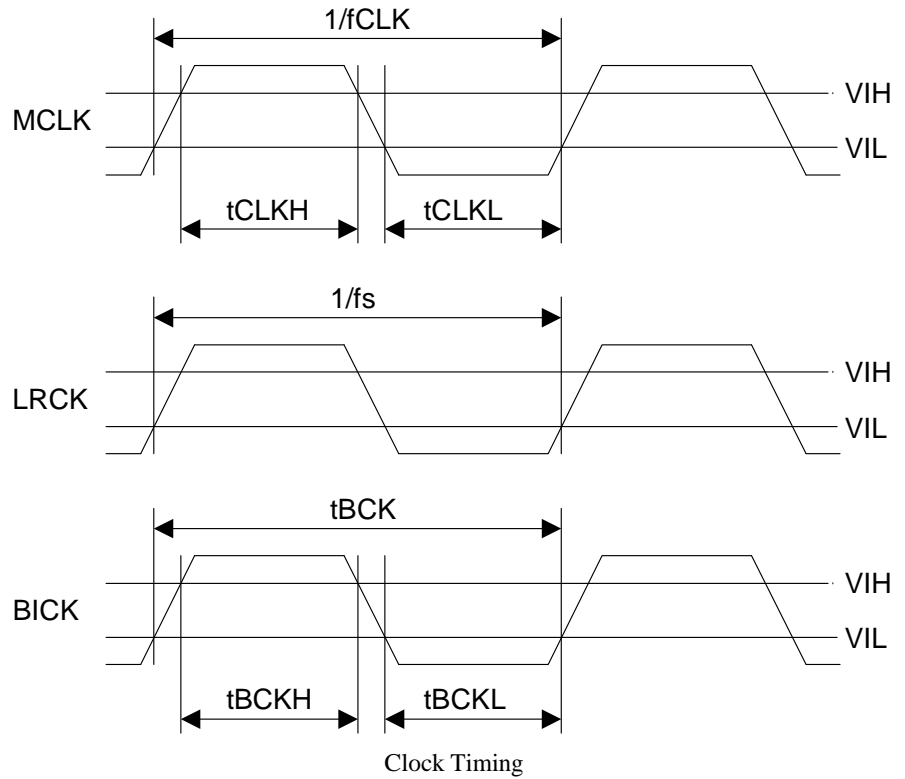 1/fCLK
VIH
MCLK
VIL
tCLKH
tCLKL
1/fs
VIH
LRCK
VIL
tBCK
VIH
BICK
VIL
tBCKH
tBCKL
Clock Timing